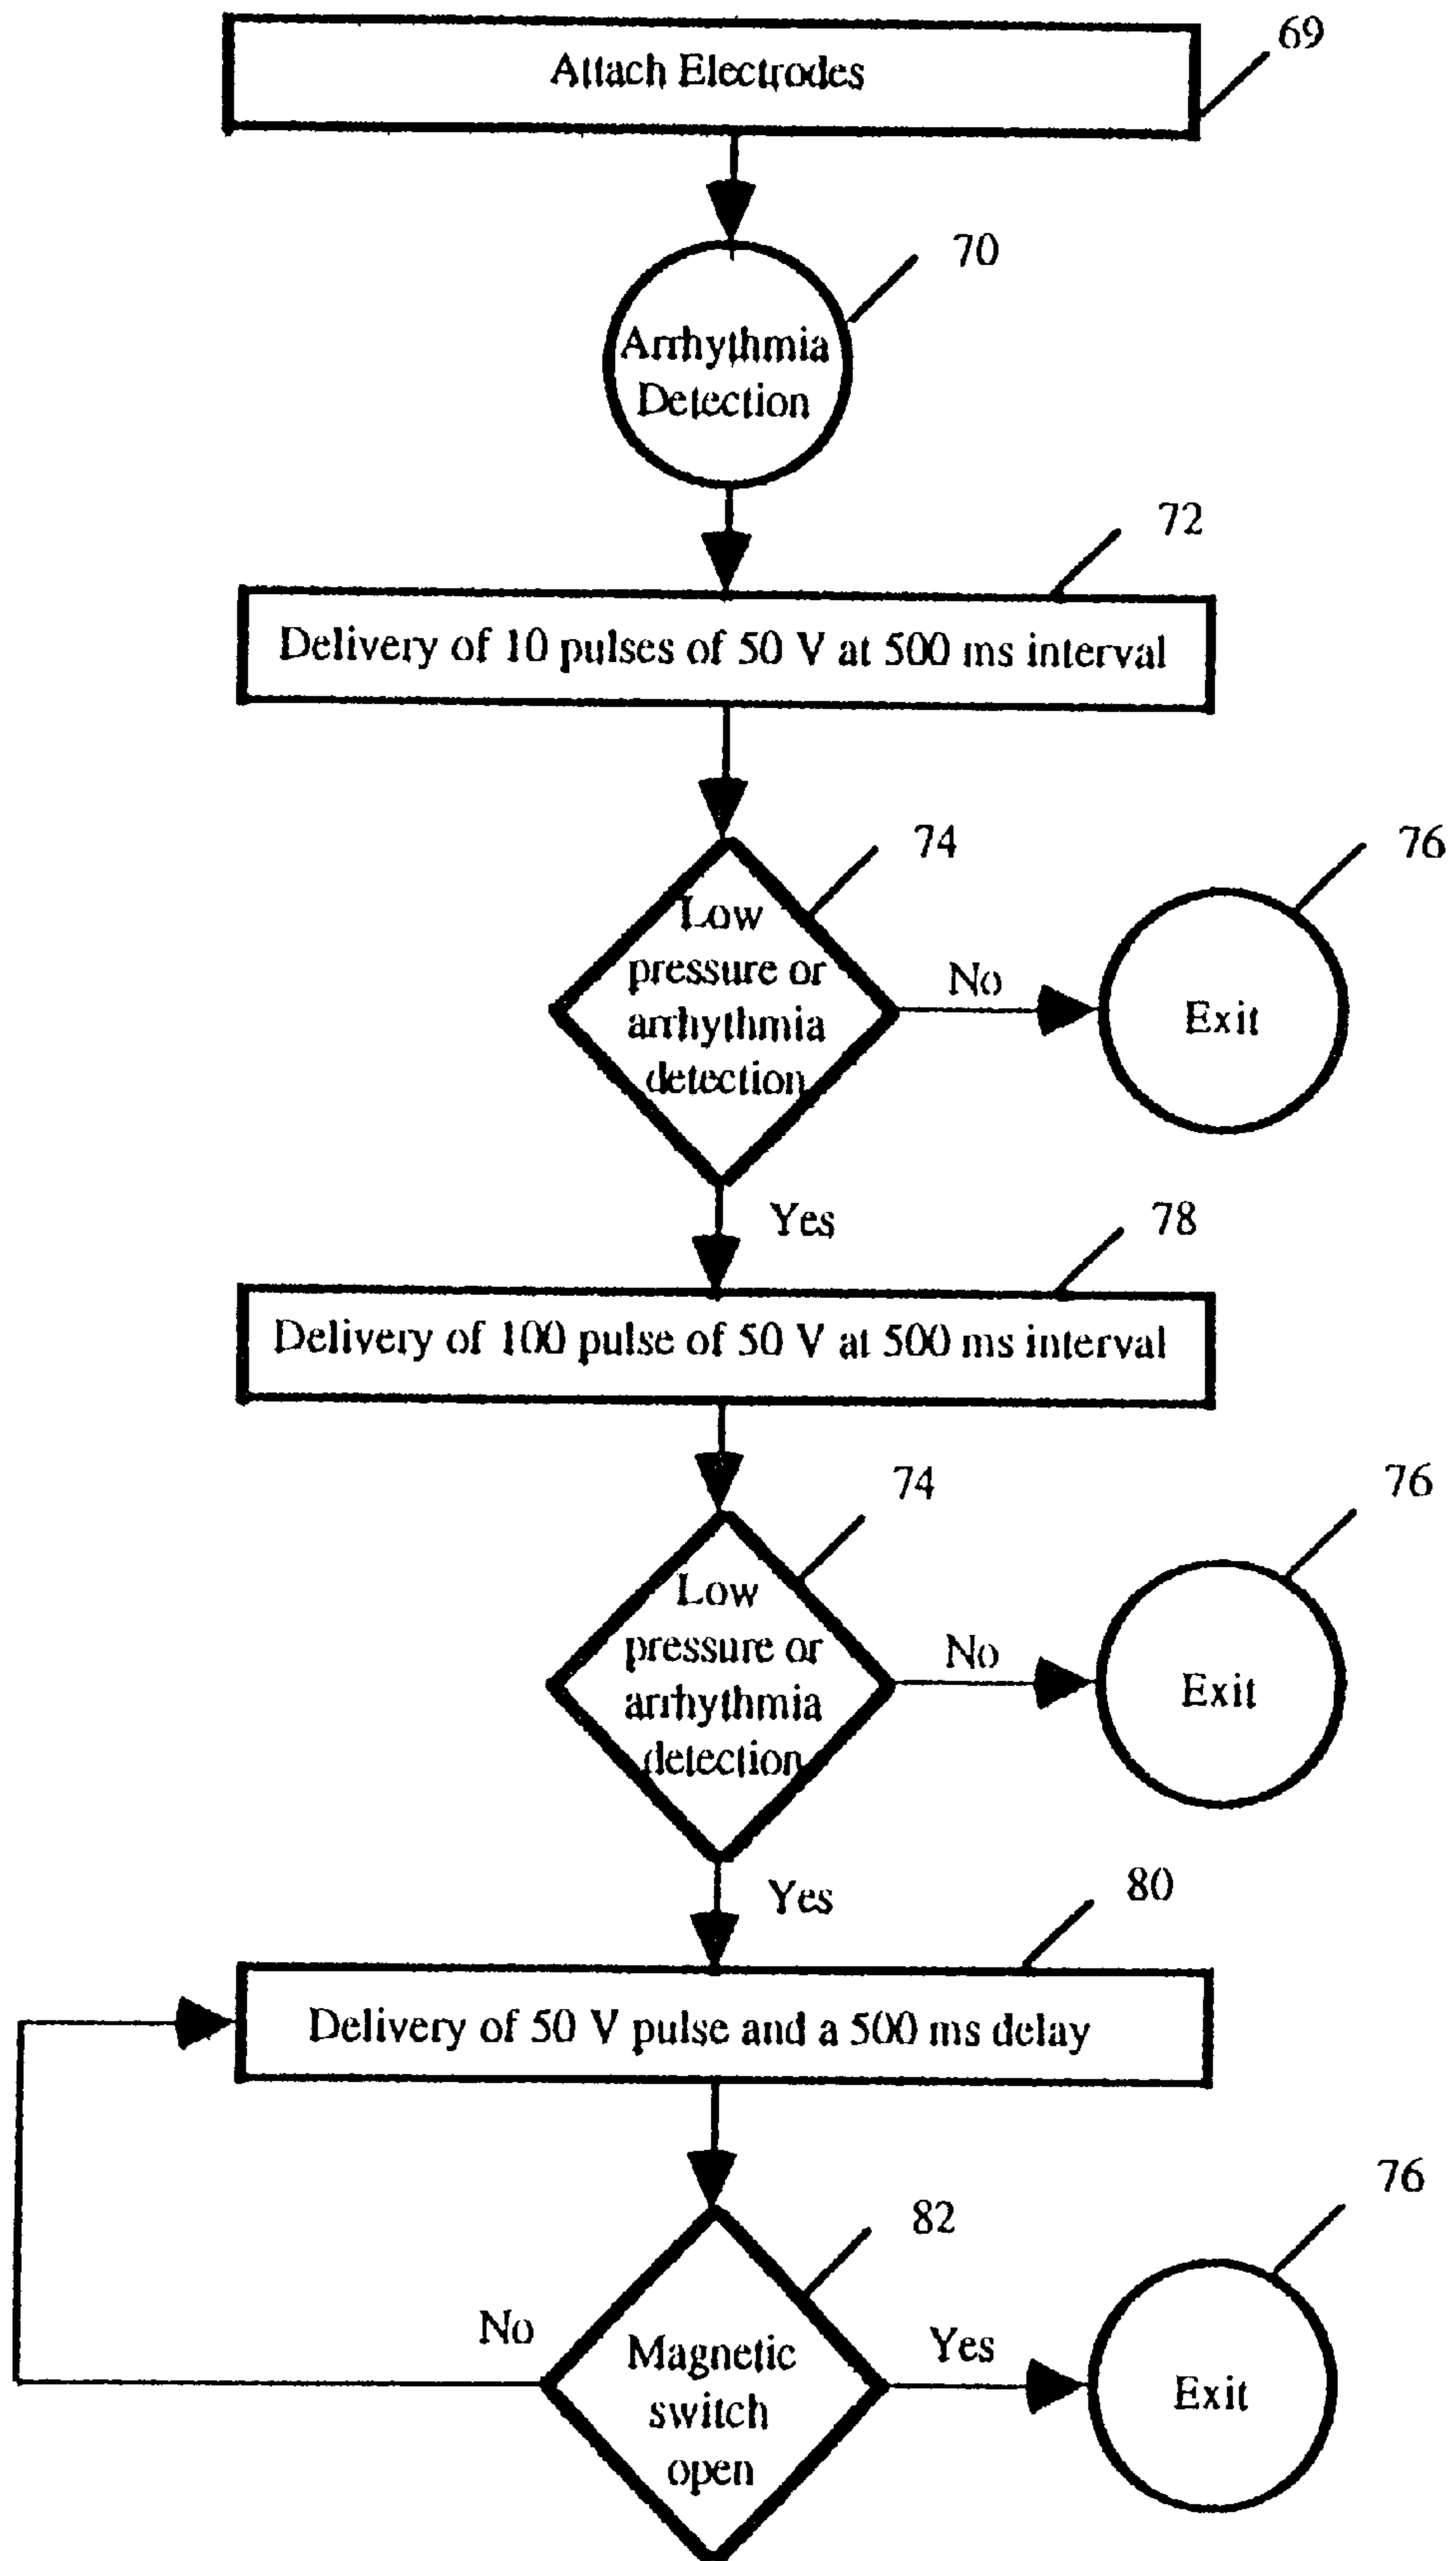 Attach Electrodes
69
70
Arrhythmia
Detection
72
Delivery of 10 pulses of 50 V at 500 ms interval
74
76
Low
pressure or
arrhythmia
detection
No
Exit
Yes
78
Delivery of 100 pulse of 50 V at 500 ms interval
74
76
Low
pressure or
arrhythmia
detection
No
Exit
Yes
80
Delivery of 50 V pulse and a 500 ms delay
76
82
No
Magnetic
switch
open
Yes
Exit